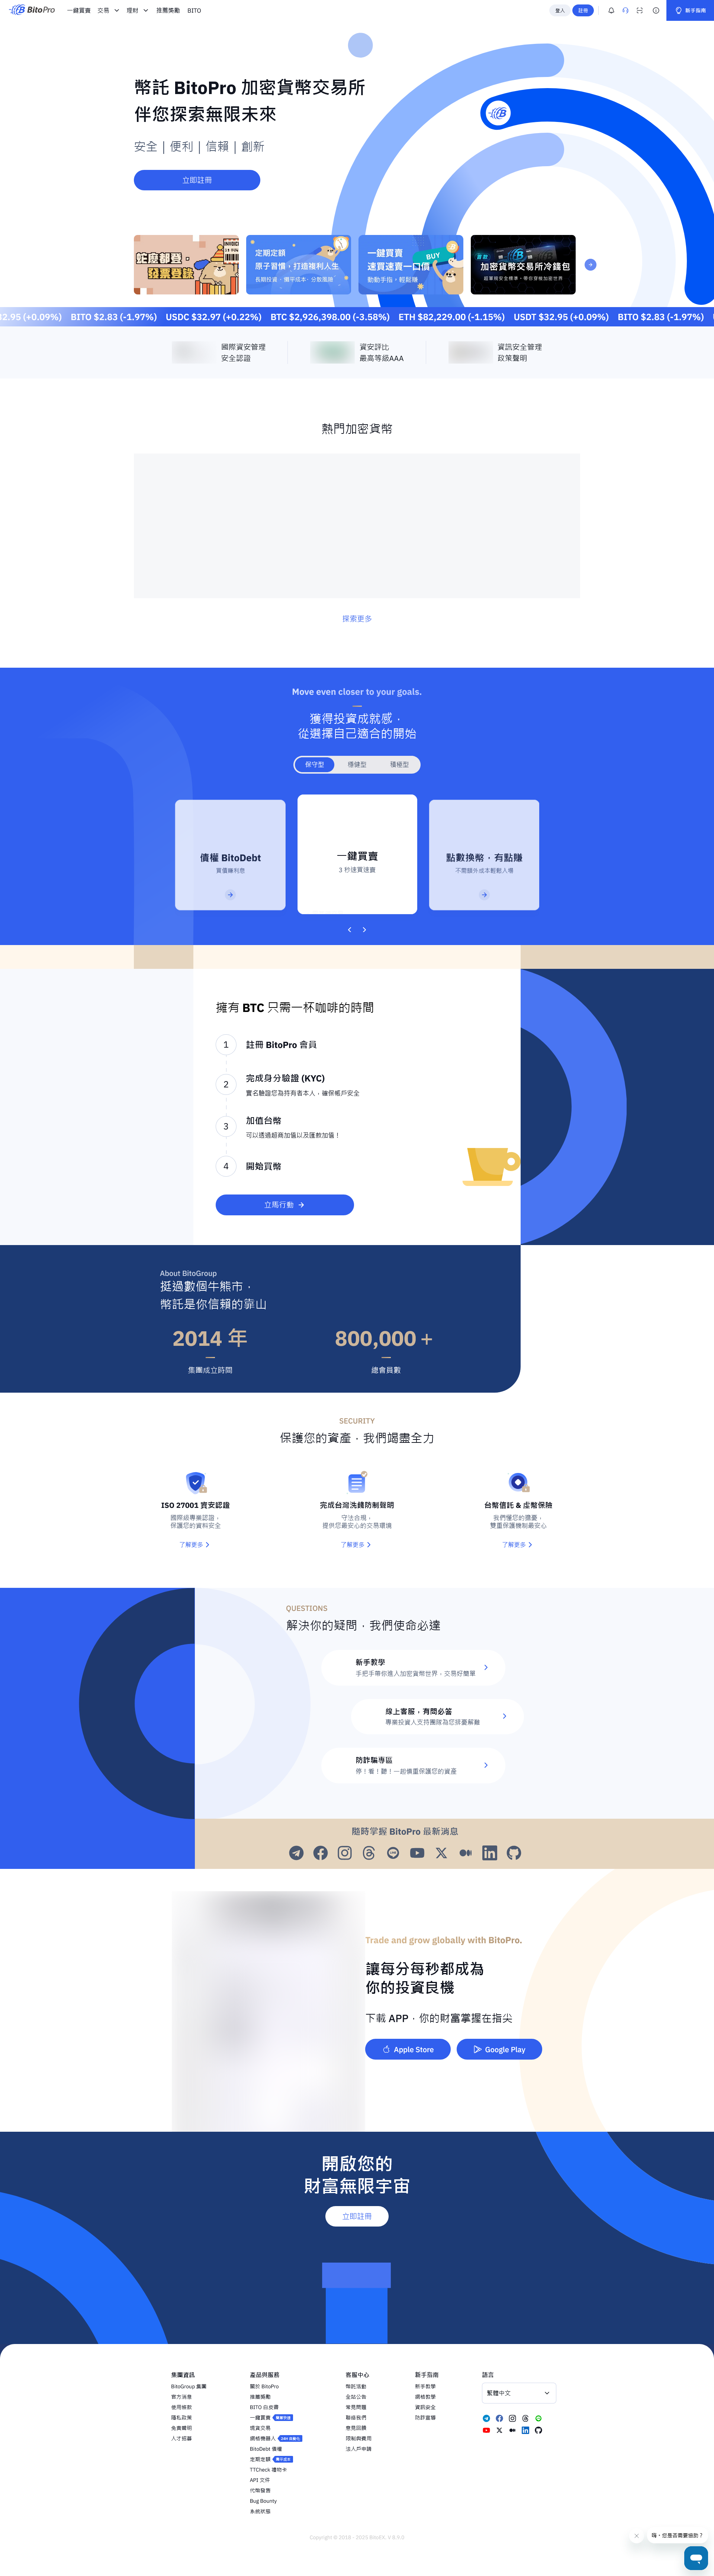 BitoPro
一鍵買賣 交易 理財 推薦獎勵 BITO
登入 註冊 新手指南
幣託 BitoPro 加密貨幣交易所
伴您探索無限未來
安全｜便利｜信賴｜創新
立即註冊
蛇麼都登,
發票登錄
定期定額
原子習慣，打造複利人生
長期投資、攤平成本、分散風險
一鍵買賣
速買速賣一口價
動動手指，輕鬆賺
BUY
首創
加密貨幣交易所冷錢包
2.95 (+0.09%) BITO $2.83 (-1.97%) USDC $32.97 (+0.22%) BTC $2,926,398.00 (-3.58%) ETH $82,229.00 (-1.15%) USDT $32.95 (+0.09%) BITO $2.83 (-1.97%)
國際資安管理
安全認證
資安評比
最高等級AAA
資訊安全管理
政策聲明
熱門加密貨幣
探索更多
Move even closer to your goals.
獲得投資成就感，
從選擇自己適合的開始
保守型 穩健型 積極型
債權 BitoDebt
買靈賺利息
一鍵買賣
3 秒速買速賣
點數換幣，有點賺
不需額外成本輕鬆入場
擁有 BTC 只需一杯咖啡的時間
1 註冊 BitoPro 會員
2 完成身分驗證 (KYC)
實名驗證您為持有者本人，確保帳戶安全
3 加值台幣
可以透過超商加值以及匯款加值！
4 開始買幣
立馬行動
About BitoGroup
挺過數個牛熊市，
幣託是你信賴的靠山
2014 年
集團成立時間
800,000 +
總會員數
SECURITY
保護您的資產，我們竭盡全力
ISO 27001 資安認證
國際級專業認證，
保護您的資料安全
了解更多
完成台灣洗錢防制聲明
守法合規，
提供您最安心的交易環境
了解更多
台幣信託 & 虛幣保險
我們懂您的擔憂，
雙重保護機制最安心
了解更多
QUESTIONS
解決你的疑問，我們使命必達
新手教學
手把手帶你進入加密貨幣世界，交易好簡單
線上客服，有問必答
專業投資人支持團隊為您排憂解難
防詐騙專區
停！看！聽！一起慎重保護您的資產
隨時掌握 BitoPro 最新消息
Trade and grow globally with BitoPro.
讓每分每秒都成為
你的投資良機
下載 APP，你的財富掌握在指尖
Apple Store
Google Play
開啟您的
財富無限宇宙
立即註冊
集團資訊
BitoGroup 集團
官方消息
使用條款
隱私政策
免責聲明
人才招募
產品與服務
關於 BitoPro
推薦獎勵
BITO 白皮書
一鍵買賣
現貨交易
網格機器人
BitoDebt 債權
定期定額
TTCheck 禮物卡
API 文件
代幣發售
Bug Bounty
系統狀態
客服中心
幣託活動
全站公告
常見問題
聯絡我們
意見回饋
限制與費用
法人戶申請
新手指南
新手教學
網格教學
資訊安全
防詐宣導
語言
繁體中文
嗨，您是否需要協助？